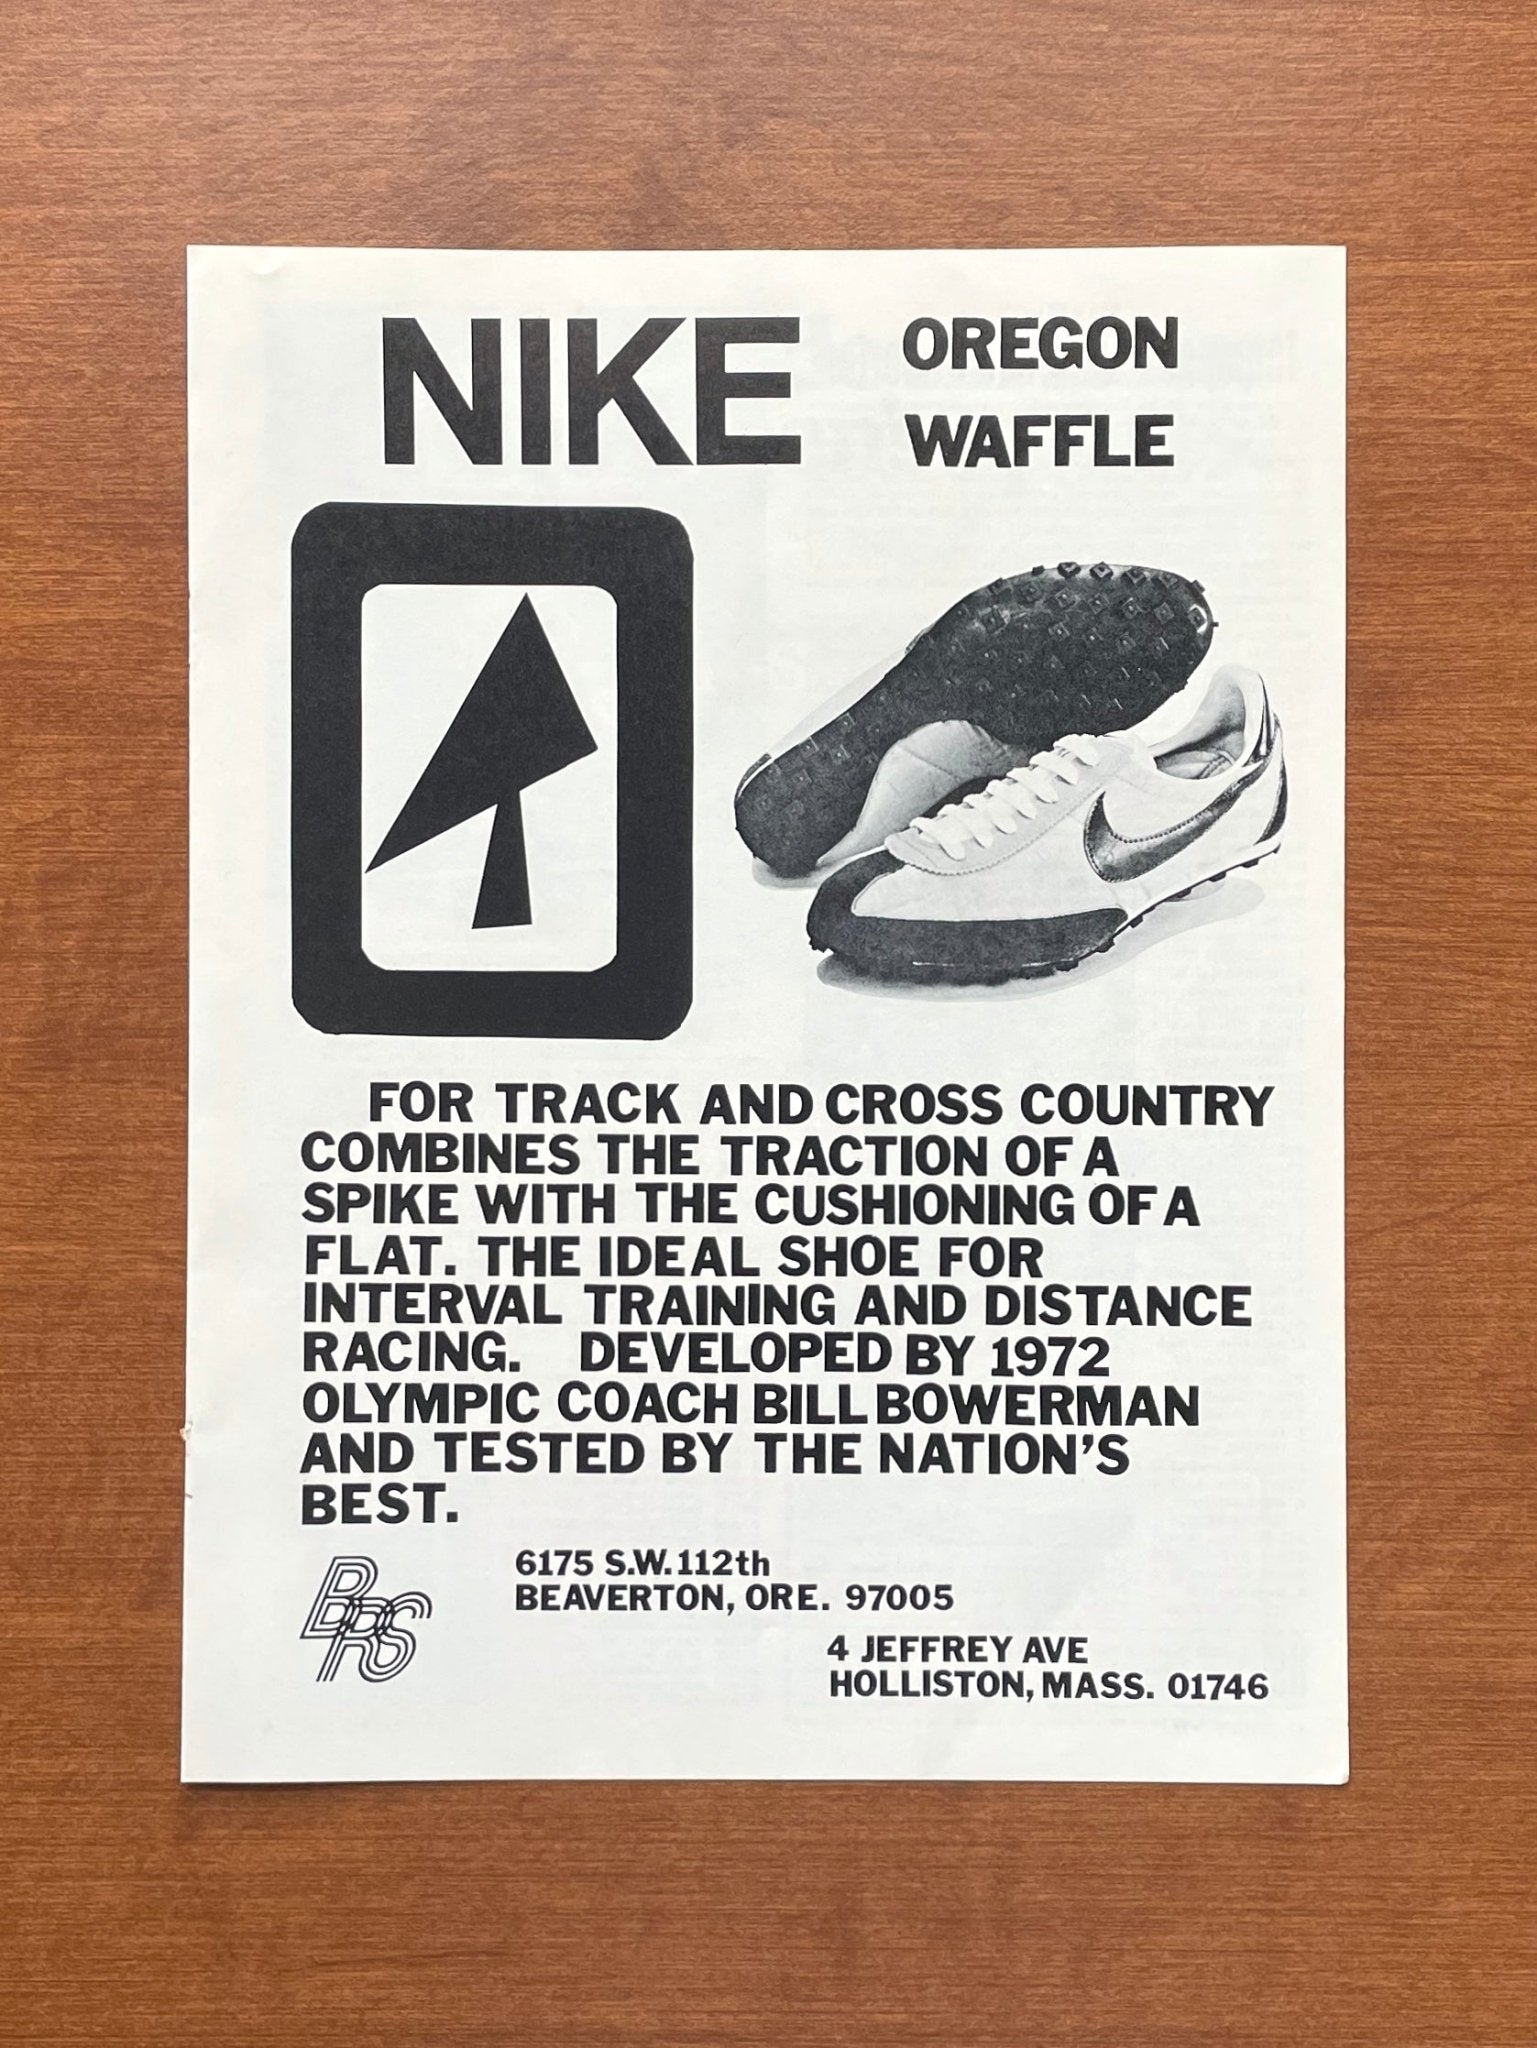 NIKE
OREGON
WAFFLE
FOR TRACK AND CROSS COUNTRY
COMBINES THE TRACTION OF A
SPIKE WITH THE CUSHIONING OF A
FLAT. THE IDEAL SHOE FOR
INTERVAL TRAINING AND DISTANCE
RACING. DEVELOPED BY 1972
OLYMPIC COACH BILL BOWERMAN
AND TESTED BY THE NATION'S
BEST.
BRS
6175 S.W. 112th
BEAVERTON, ORE. 97005
4 JEFFREY AVE
HOLLISTON, MASS. 01746